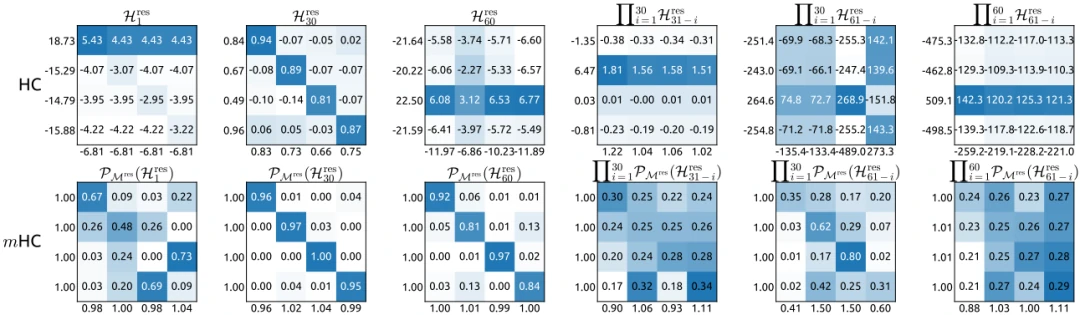 H_1^res H_30^res H_60^res ∏_{i=1}^{30} H_{31−i}^res ∏_{i=1}^{30} H_{61−i}^res ∏_{i=1}^{60} H_{61−i}^res
18.73 5.43 4.43 4.43 4.43 0.84 0.94 -0.07 -0.05 0.02 -21.64 -5.58 -3.74 -5.71 -6.60 -1.35 -0.38 -0.33 -0.34 -0.31 -251.4 -69.9 -68.3 -255.3 142.1 -475.3 -132.8 -112.2 -117.0 -113.3
-15.29 -4.07 -3.07 -4.07 -4.07 0.67 -0.08 0.89 -0.07 -0.07 -20.22 -6.06 -2.27 -5.33 -6.57 6.47 1.81 1.56 1.58 1.51 -243.0 -69.1 -66.1 -247.4 139.6 -462.8 -129.3 -109.3 -113.9 -110.3
HC
-14.79 -3.95 -3.95 -2.95 -3.95 0.49 -0.10 -0.14 0.81 -0.07 22.50 6.08 3.12 6.53 6.77 0.03 0.01 -0.00 0.01 0.01 264.6 74.8 72.7 268.9 -151.8 509.1 142.3 120.2 125.3 121.3
-15.88 -4.22 -4.22 -4.22 -3.22 0.96 0.06 0.05 -0.03 0.87 -21.59 -6.41 -3.97 -5.72 -5.49 -0.81 -0.23 -0.19 -0.20 -0.19 -254.8 -71.2 -71.8 -255.2 143.3 -498.5 -139.3 -117.8 -122.6 -118.7
-6.81 -6.81 -6.81 -6.81 0.83 0.73 0.66 0.75 -11.97 -6.86 -10.23 -11.89 1.22 1.04 1.06 1.02 -135.4 -133.4 -489.0 273.3 -259.2 -219.1 -228.2 -221.0
P_{M^res}(H_1^res) P_{M^res}(H_30^res) P_{M^res}(H_60^res) ∏_{i=1}^{30} P_{M^res}(H_{31−i}^res) ∏_{i=1}^{30} P_{M^res}(H_{61−i}^res) ∏_{i=1}^{60} P_{M^res}(H_{61−i}^res)
1.00 0.67 0.09 0.03 0.22 1.00 0.96 0.01 0.00 0.04 1.00 0.92 0.06 0.01 0.01 1.00 0.30 0.25 0.22 0.24 1.00 0.35 0.28 0.17 0.20 1.00 0.24 0.26 0.23 0.27
1.00 0.26 0.48 0.26 0.00 1.00 0.00 0.97 0.03 0.00 1.00 0.05 0.81 0.01 0.13 1.00 0.24 0.25 0.25 0.26 1.00 0.03 0.62 0.29 0.07 1.01 0.23 0.25 0.26 0.27
mHC
1.00 0.03 0.24 0.00 0.73 1.00 0.00 0.00 1.00 0.00 1.00 0.00 0.01 0.97 0.02 1.00 0.20 0.24 0.28 0.28 1.00 0.01 0.17 0.80 0.02 1.01 0.21 0.25 0.27 0.28
1.00 0.03 0.20 0.69 0.09 1.00 0.00 0.04 0.01 0.95 1.00 0.03 0.13 0.00 0.84 1.00 0.17 0.32 0.18 0.34 1.00 0.02 0.42 0.25 0.31 1.00 0.21 0.27 0.24 0.29
0.98 1.00 0.98 1.04 0.96 1.02 1.04 0.99 1.00 1.01 0.99 1.00 0.90 1.06 0.93 1.11 0.41 1.50 1.50 0.60 0.88 1.03 1.00 1.11